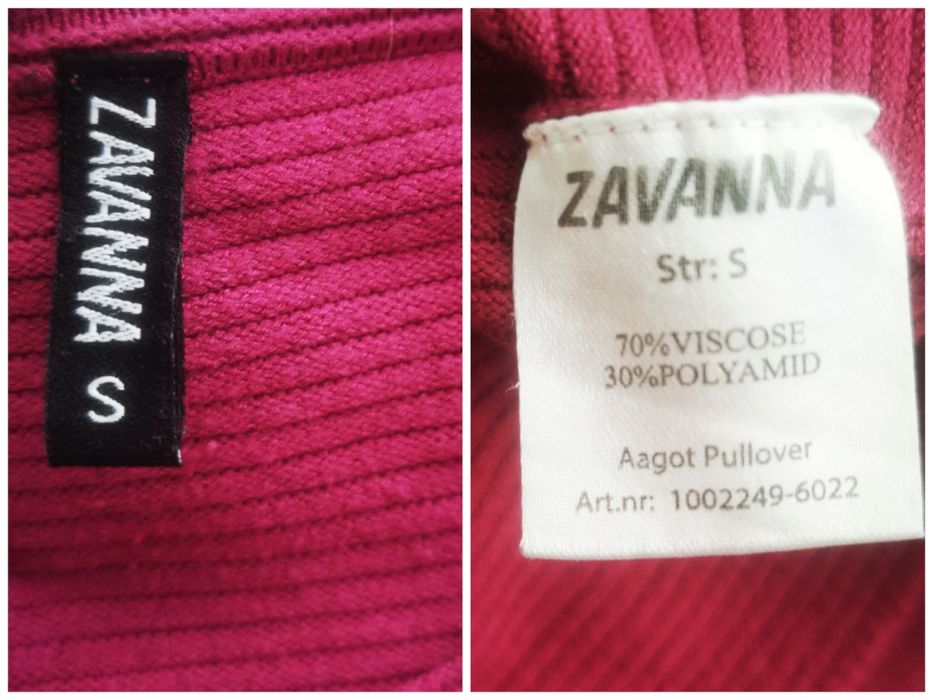 ZAVANNA S
ZAVANNA
Str: S
70%VISCOSE
30%POLYAMID
Aagot Pullover
Art.nr: 1002249-6022